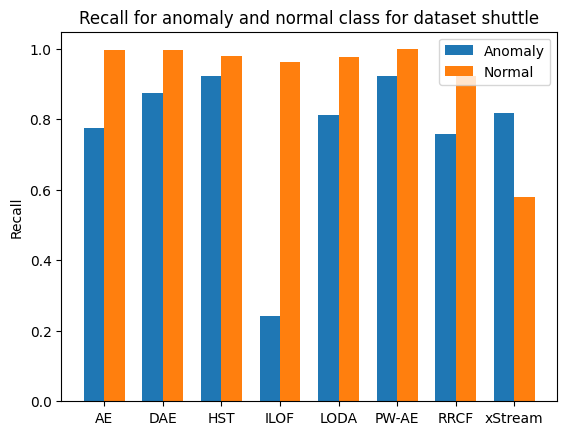 Recall for anomaly and normal class for dataset shuttle
Anomaly
Normal
Recall
1.0
0.8
0.6
0.4
0.2
0.0
AE DAE HST ILOF LODA PW-AE RRCF xStream